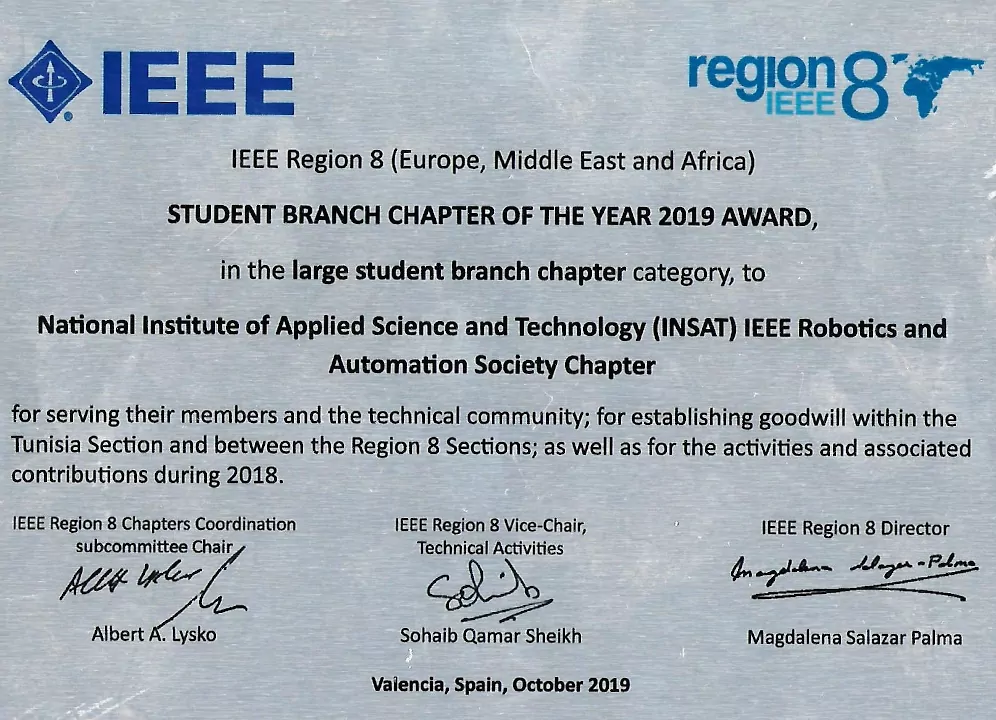 IEEE
region 8
IEEE
IEEE Region 8 (Europe, Middle East and Africa)
STUDENT BRANCH CHAPTER OF THE YEAR 2019 AWARD,
in the large student branch chapter category, to
National Institute of Applied Science and Technology (INSAT) IEEE Robotics and
Automation Society Chapter
for serving their members and the technical community; for establishing goodwill within the
Tunisia Section and between the Region 8 Sections; as well as for the activities and associated
contributions during 2018.
IEEE Region 8 Chapters Coordination
subcommittee Chair
Albert A. Lysko
IEEE Region 8 Vice-Chair,
Technical Activities
Sohaib
Sohaib Qamar Sheikh
IEEE Region 8 Director
Magdalena Salazar-Palma
Magdalena Salazar Palma
Valencia, Spain, October 2019